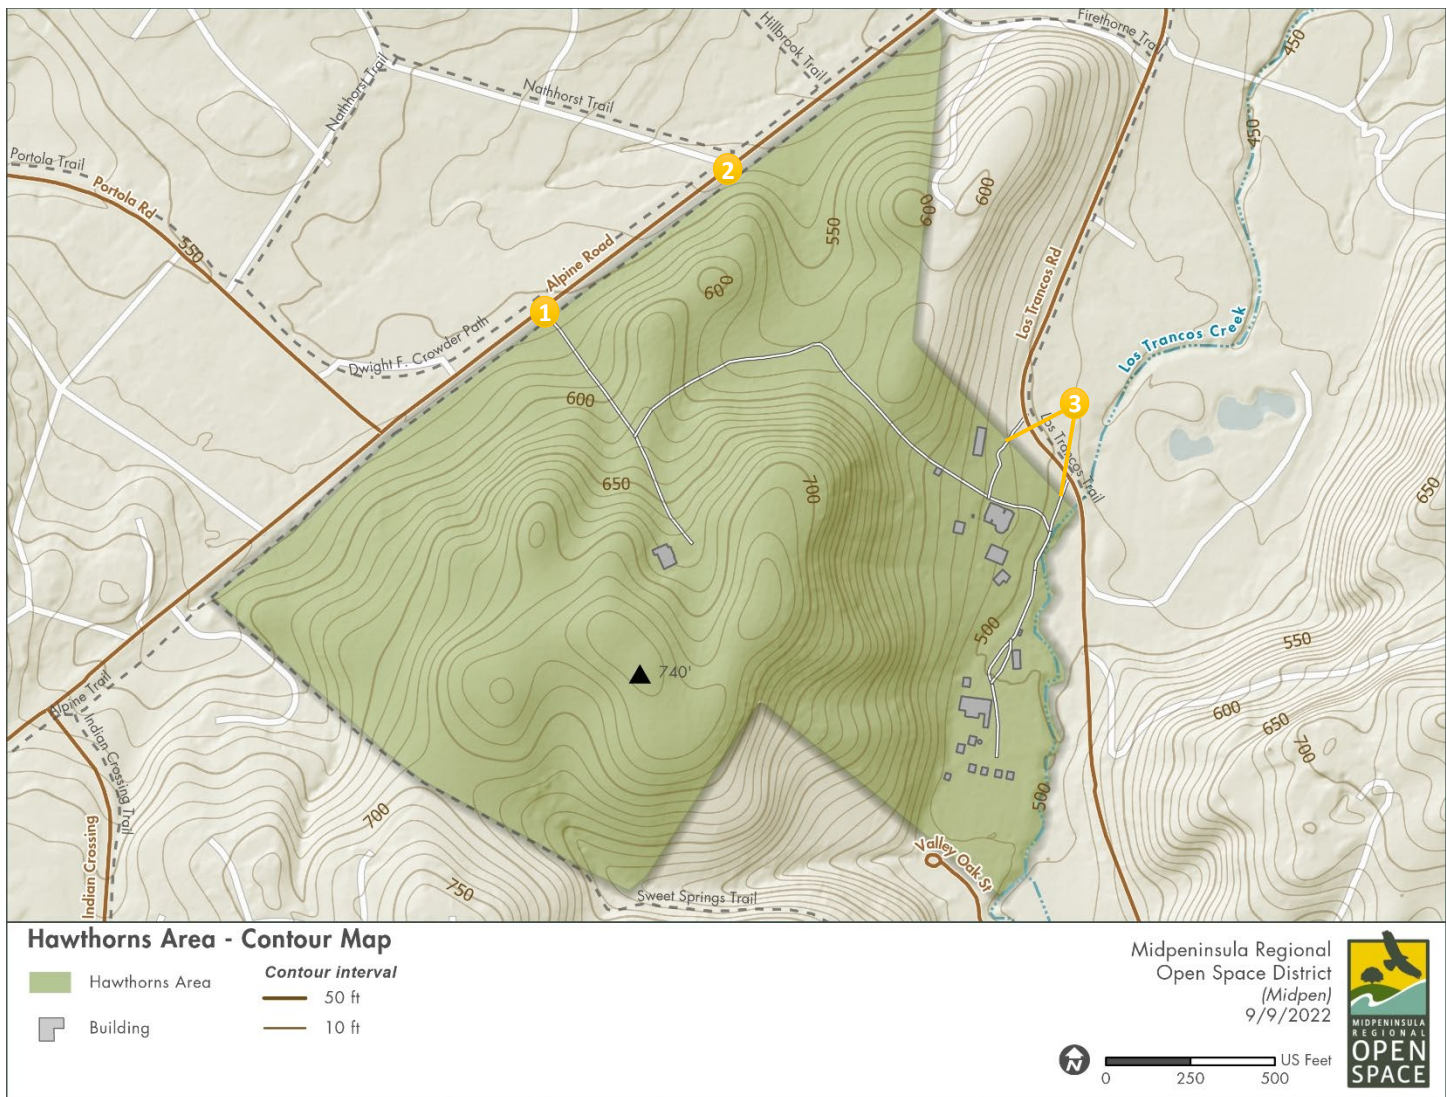 Firethorne Trail
Hillbrook Trail
450
Nathhorst Trail
Nathhorst Trail
450
Portola Trail
2
Portola Rd
600
600
550
550
Alpine Road
600
Los Trancos Rd
1
Los Trancos Creek
Dwight F. Crowder Path
600
3
Los Trancos Trail
650
700
650
500
550
740'
Alpine Trail
600
650
700
Indian Crossing Trail
700
500
Indian Crossing
Valley Oak St
750
Sweet Springs Trail
Hawthorns Area - Contour Map
Hawthorns Area
Building
Contour interval
50 ft
10 ft
Midpeninsula Regional
Open Space District
(Midpen)
9/9/2022
N
US Feet
0 250 500
MIDPENINSULA
REGIONAL
OPEN
SPACE